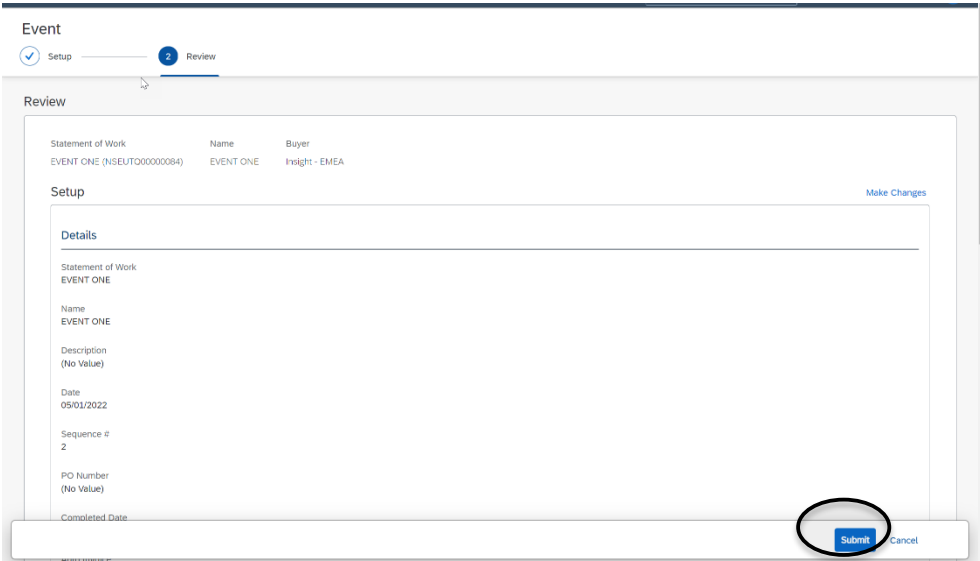 Event
Setup 2 Review
Review
Statement of Work Name Buyer
EVENT ONE (NSEUTQ00000084) EVENT ONE Insight - EMEA
Setup Make Changes
Details
Statement of Work
EVENT ONE
Name
EVENT ONE
Description
(No Value)
Date
05/01/2022
Sequence #
2
PO Number
(No Value)
Completed Date
Submit Cancel